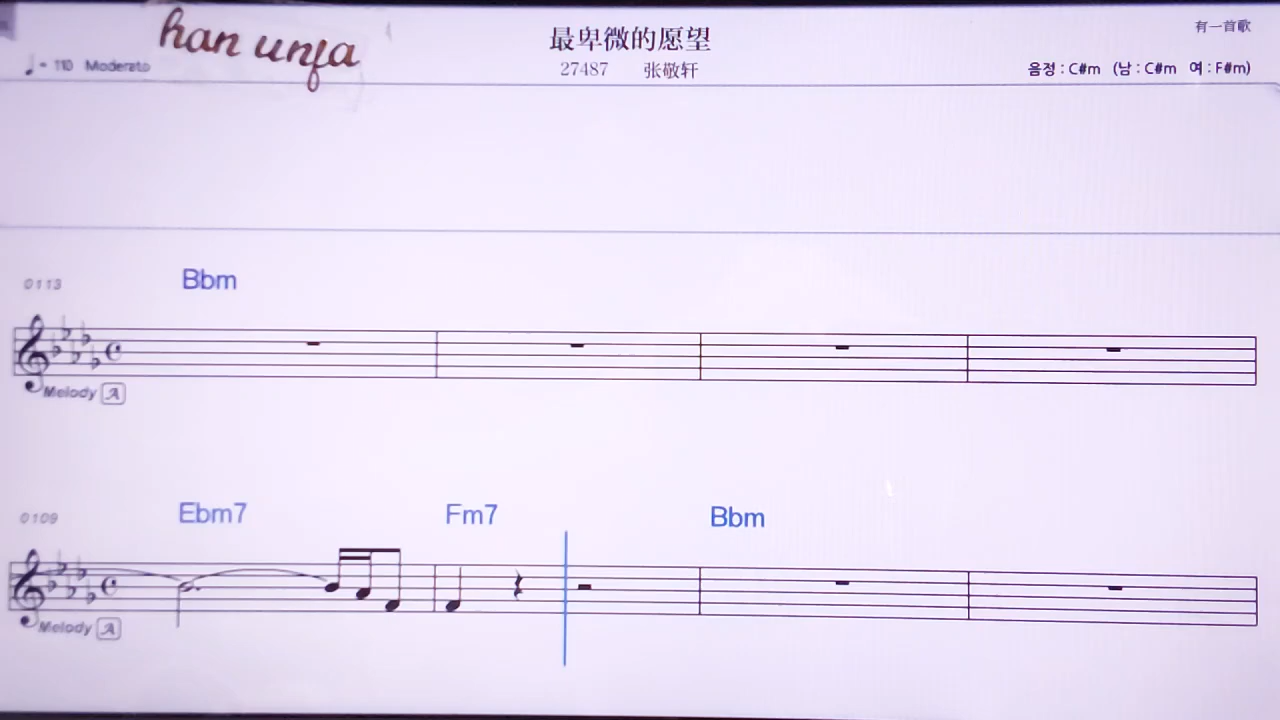 han unfa
最卑微的愿望
有一首歌
♩= 110 Moderato
27487 张敬轩
음정 : C#m (남 : C#m 여 : F#m)
0113 Bbm
Melody A
0109 Ebm7 Fm7 Bbm
Melody A